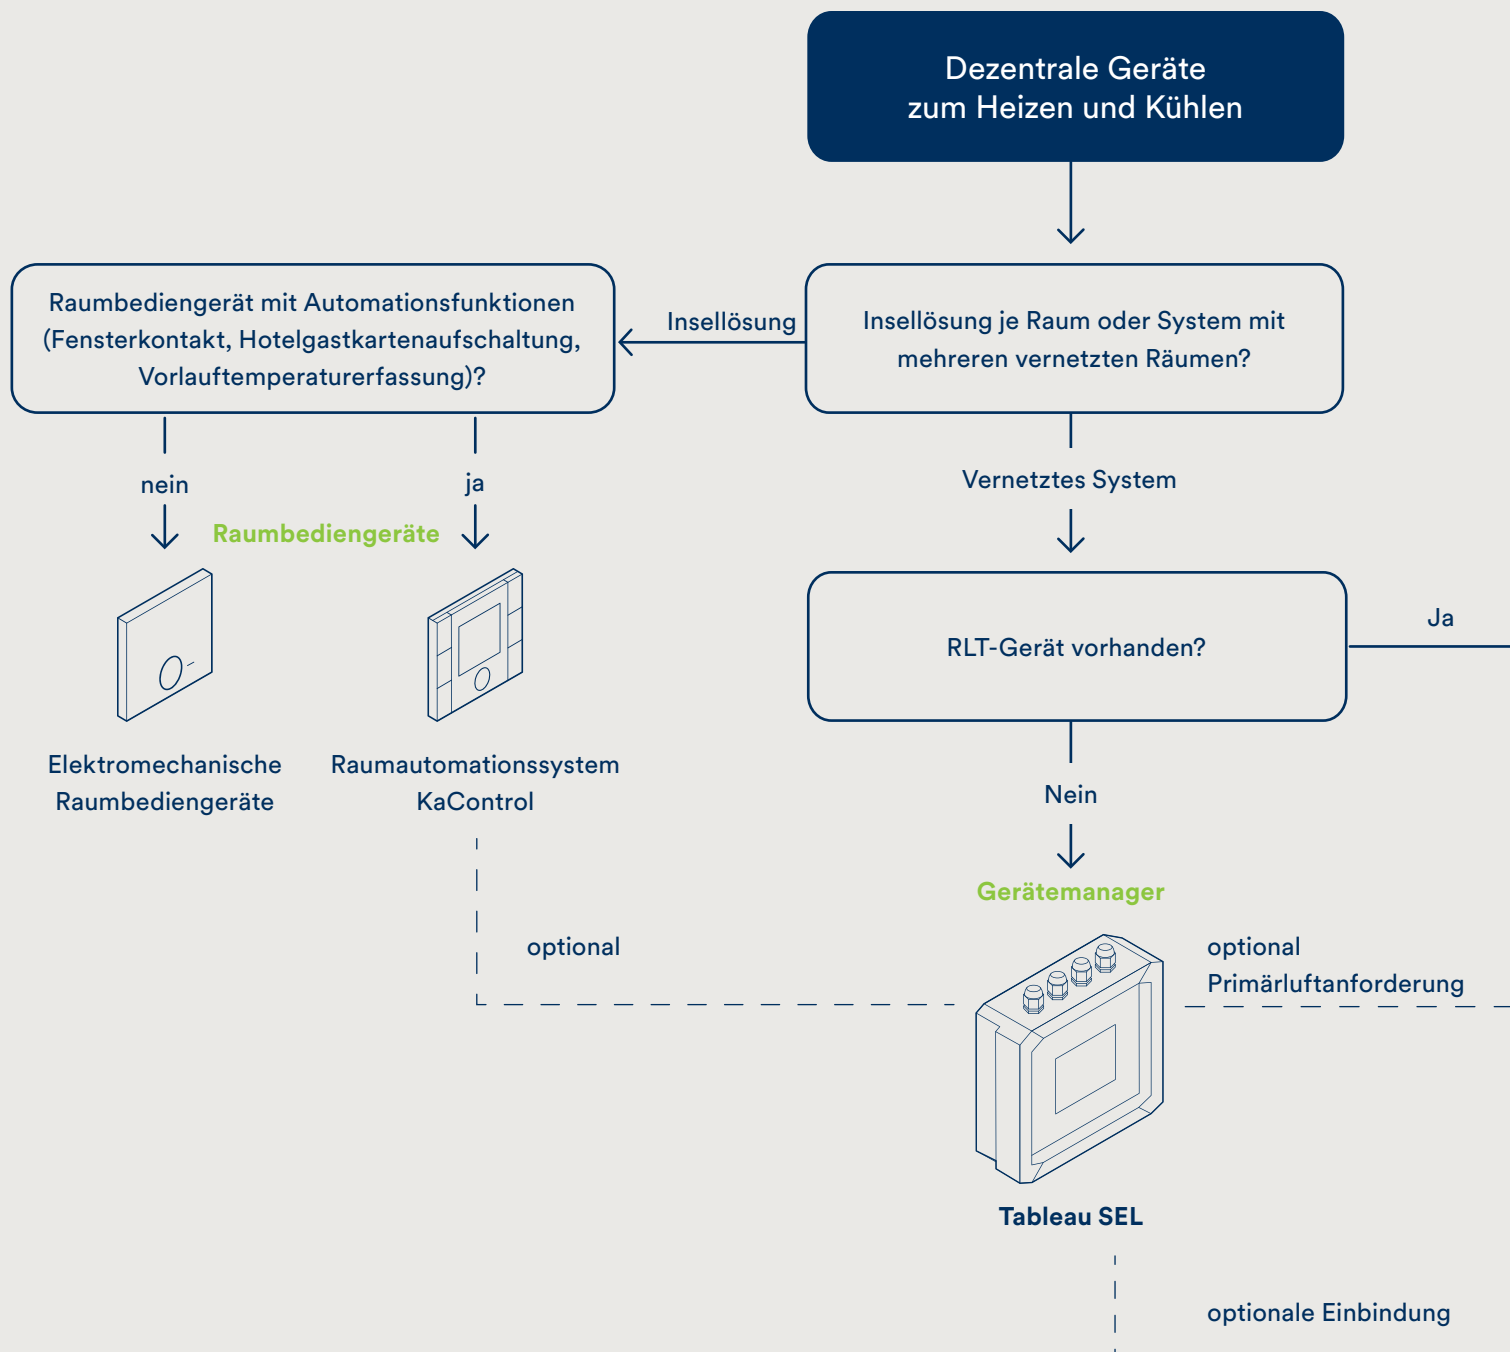 Dezentrale Geräte
zum Heizen und Kühlen
Raumbediengerät mit Automationsfunktionen
(Fensterkontakt, Hotelgastkartenaufschaltung,
Vorlauftemperaturerfassung)?
Insellösung
Insellösung je Raum oder System mit
mehreren vernetzten Räumen?
nein
ja
Vernetztes System
Raumbediengeräte
RLT-Gerät vorhanden?
Ja
Elektromechanische
Raumbediengeräte
Raumautomationssystem
KaControl
Nein
Gerätemanager
optional
optional
Primärluftanforderung
Tableau SEL
optionale Einbindung